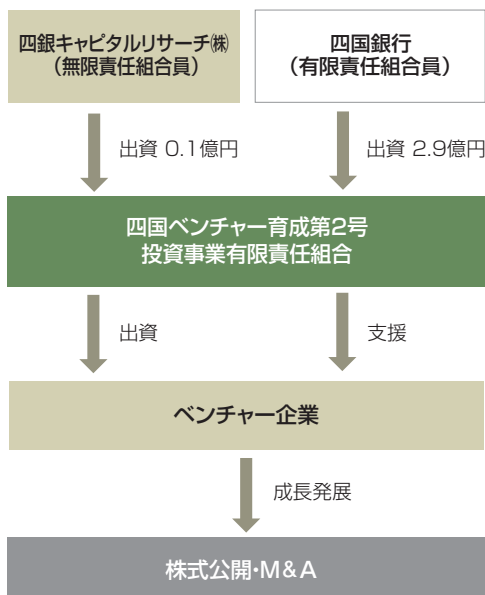 四銀キャピタルリサーチ㈱
(無限責任組合員)
四国銀行
(有限責任組合員)
出資 0.1億円
出資 2.9億円
四国ベンチャー育成第2号
投資事業有限責任組合
出資
支援
ベンチャー企業
成長発展
株式公開・M&A